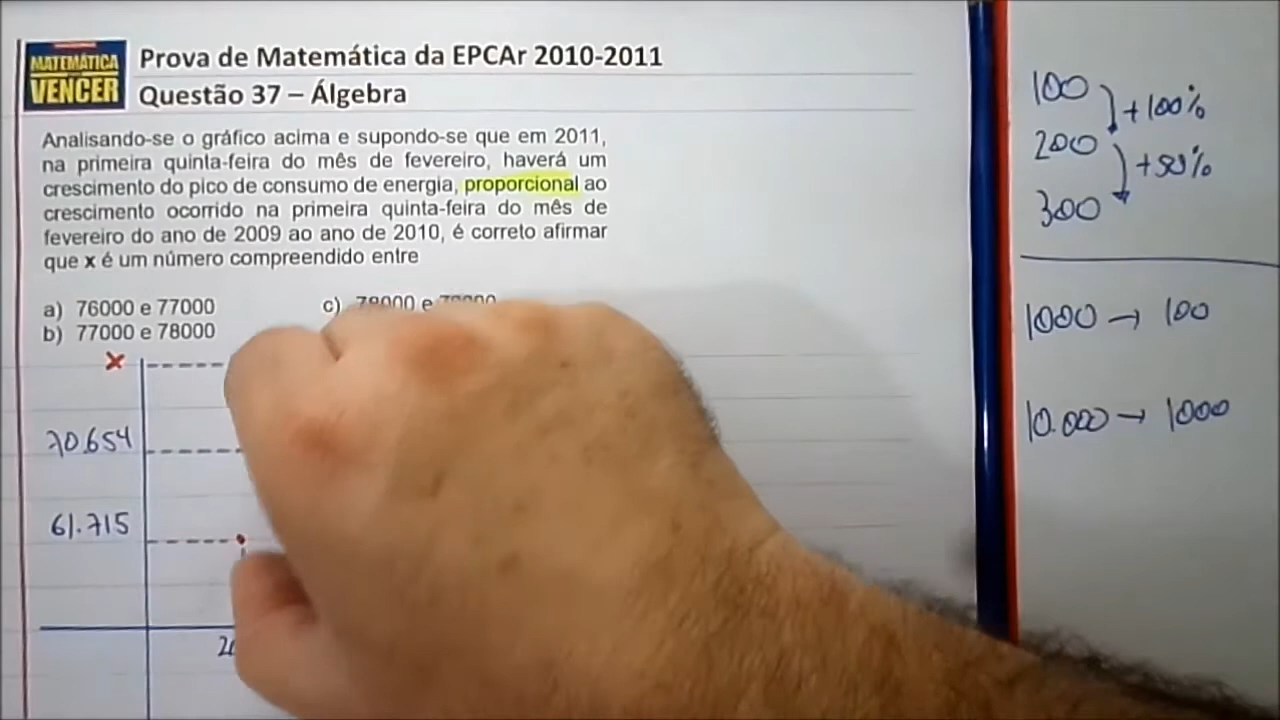 MATEMÁTICA
VENCER
Prova de Matemática da EPCAr 2010-2011
Questão 37 – Álgebra
Analisando-se o gráfico acima e supondo-se que em 2011,
na primeira quinta-feira do mês de fevereiro, haverá um
crescimento do pico de consumo de energia, proporcional ao
crescimento ocorrido na primeira quinta-feira do mês de
fevereiro do ano de 2009 ao ano de 2010, é correto afirmar
que x é um número compreendido entre
a) 76000 e 77000
c) 78000 e 79000
b) 77000 e 78000
x
70.654
61.715
100
+100%
200
+50%
300
1000 → 100
10.000 → 1000